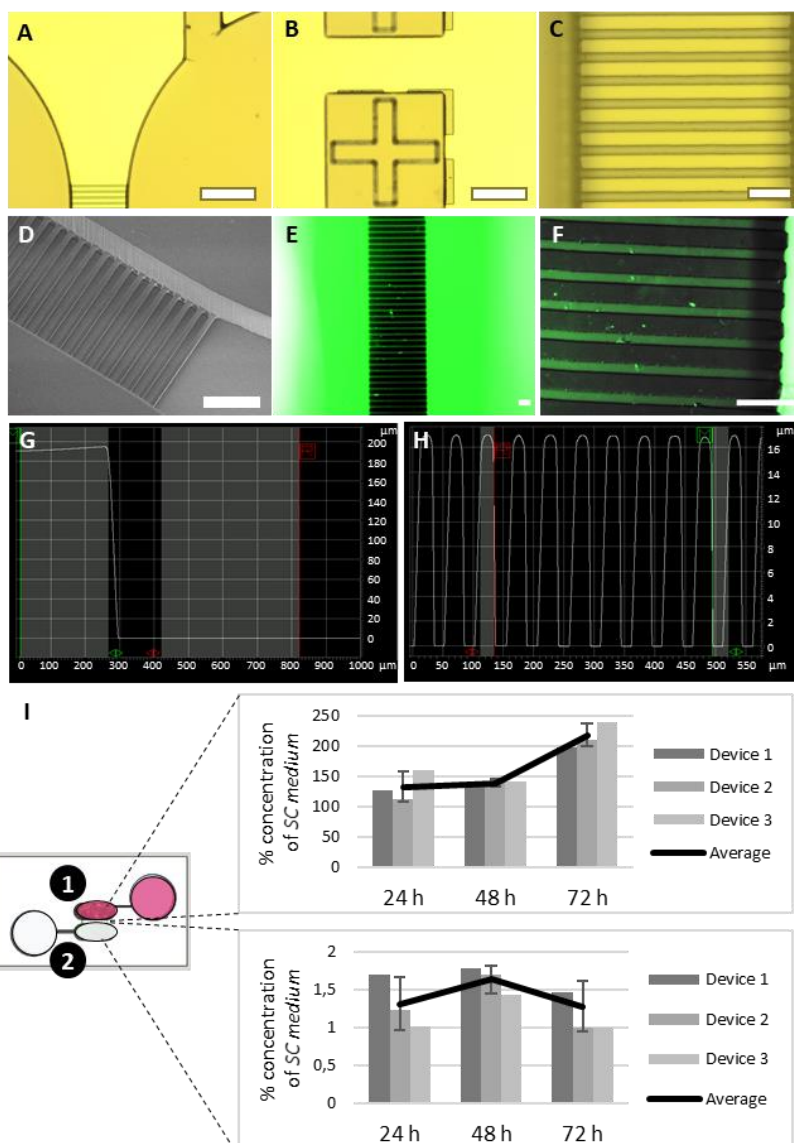 A
B
C
D
E
F
G
µm
200
180
160
140
120
100
80
60
40
20
0
0 100 200 300 400 500 600 700 800 900 1000 µm
H
µm
16
14
12
10
8
6
4
2
0
0 50 100 150 200 250 300 350 400 450 500 550 µm
I
1
2
% concentration
of SC medium
250
200
150
100
50
0
24 h 48 h 72 h
Device 1
Device 2
Device 3
Average
% concentration
of SC medium
2
1,5
1
0,5
0
24 h 48 h 72 h
Device 1
Device 2
Device 3
Average